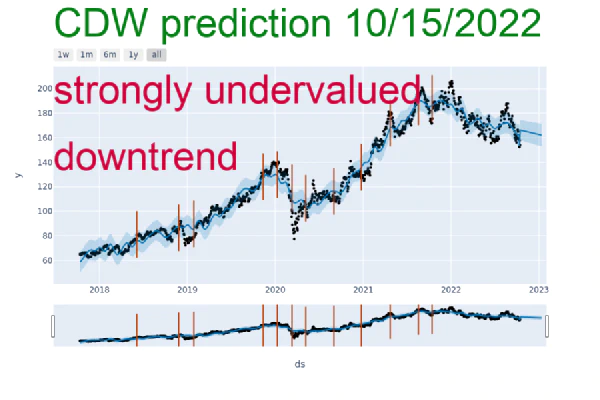 CDW prediction 10/15/2022
1w 1m 6m 1y all
strongly undervalued
downtrend
200
180
160
140
120
100
80
60
y
2018 2019 2020 2021 2022 2023
ds